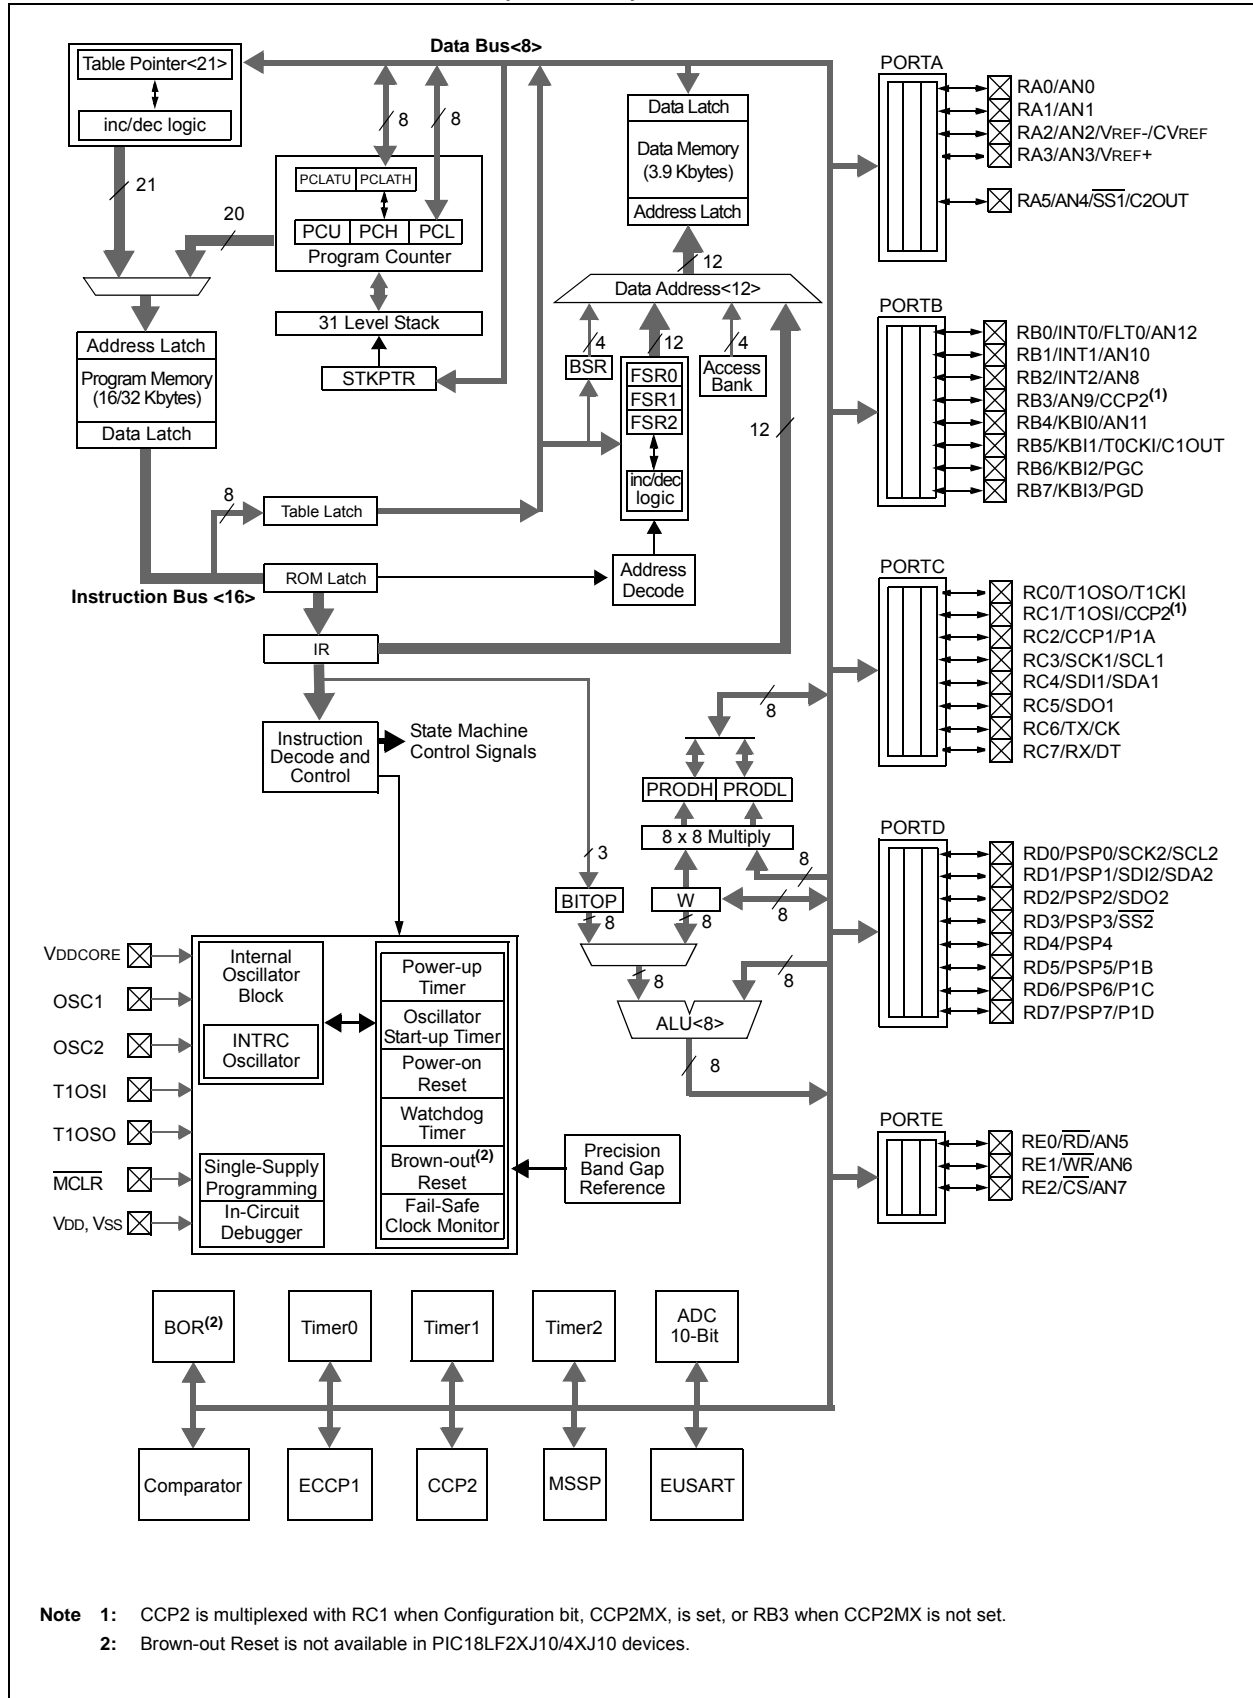 Data Bus<8>
Table Pointer<21>
inc/dec logic
21
20
8
8
PCLATU PCLATH
PCU PCH PCL
Program Counter
31 Level Stack
STKPTR
Address Latch
Program Memory
(16/32 Kbytes)
Data Latch
Data Latch
Data Memory
(3.9 Kbytes)
Address Latch
12
Data Address<12>
4
12
4
BSR
FSR0
FSR1
FSR2
Access
Bank
inc/dec
logic
12
8
Table Latch
ROM Latch
Address
Decode
Instruction Bus <16>
IR
Instruction
Decode and
Control
State Machine
Control Signals
8
PRODH PRODL
8 x 8 Multiply
3
8
BITOP
W
8
8
8
8
8
ALU<8>
8
VDDCORE
OSC1
OSC2
T1OSI
T1OSO
MCLR
VDD, VSS
Internal
Oscillator
Block
INTRC
Oscillator
Single-Supply
Programming
In-Circuit
Debugger
Power-up
Timer
Oscillator
Start-up Timer
Power-on
Reset
Watchdog
Timer
Brown-out(2)
Reset
Fail-Safe
Clock Monitor
Precision
Band Gap
Reference
PORTA
RA0/AN0
RA1/AN1
RA2/AN2/VREF-/CVREF
RA3/AN3/VREF+
RA5/AN4/SS1/C2OUT
PORTB
RB0/INT0/FLT0/AN12
RB1/INT1/AN10
RB2/INT2/AN8
RB3/AN9/CCP2(1)
RB4/KBI0/AN11
RB5/KBI1/T0CKI/C1OUT
RB6/KBI2/PGC
RB7/KBI3/PGD
PORTC
RC0/T1OSO/T1CKI
RC1/T1OSI/CCP2(1)
RC2/CCP1/P1A
RC3/SCK1/SCL1
RC4/SDI1/SDA1
RC5/SDO1
RC6/TX/CK
RC7/RX/DT
PORTD
RD0/PSP0/SCK2/SCL2
RD1/PSP1/SDI2/SDA2
RD2/PSP2/SDO2
RD3/PSP3/SS2
RD4/PSP4
RD5/PSP5/P1B
RD6/PSP6/P1C
RD7/PSP7/P1D
PORTE
RE0/RD/AN5
RE1/WR/AN6
RE2/CS/AN7
BOR(2)
Timer0
Timer1
Timer2
ADC
10-Bit
Comparator
ECCP1
CCP2
MSSP
EUSART
Note 1: CCP2 is multiplexed with RC1 when Configuration bit, CCP2MX, is set, or RB3 when CCP2MX is not set.
2: Brown-out Reset is not available in PIC18LF2XJ10/4XJ10 devices.